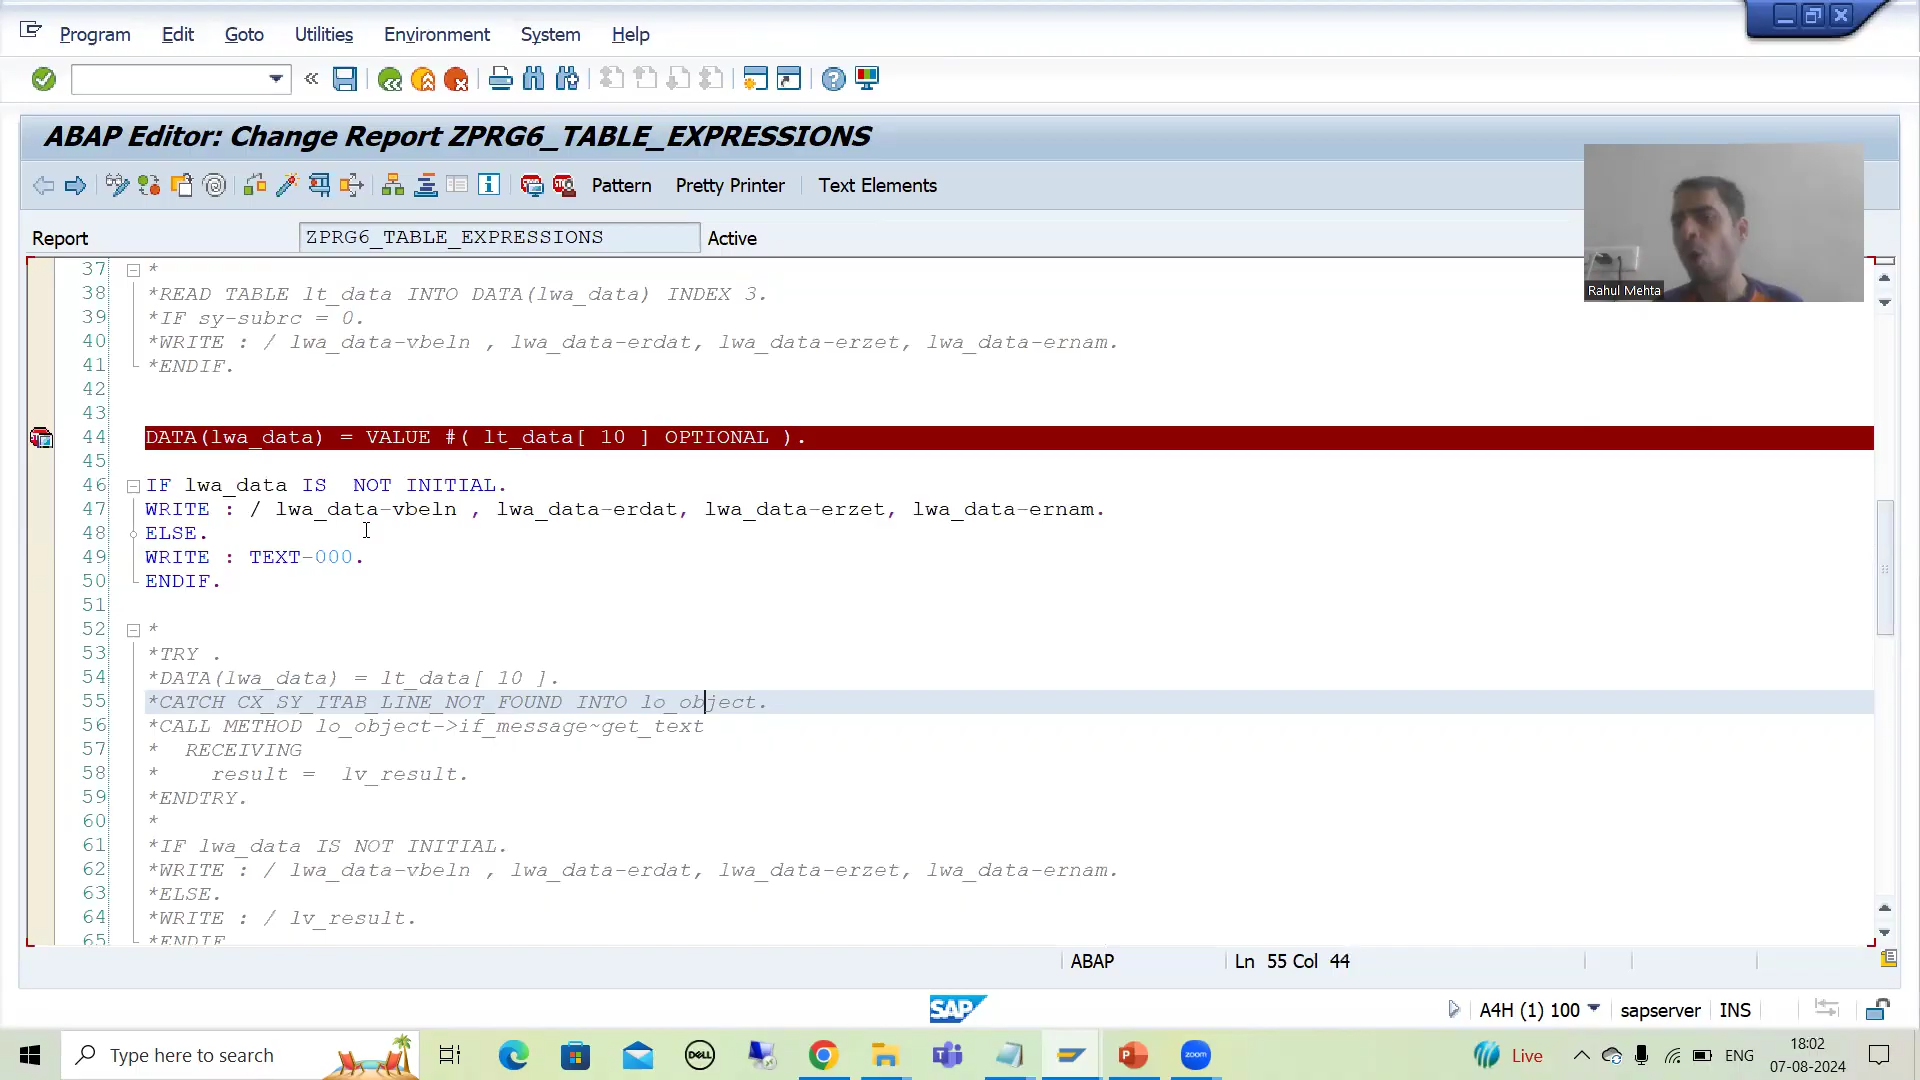 Program Edit Goto Utilities Environment System Help
ABAP Editor: Change Report ZPRG6_TABLE_EXPRESSIONS
Pattern Pretty Printer Text Elements
Report ZPRG6_TABLE_EXPRESSIONS Active
Rahul Mehta
37 *
38 *READ TABLE lt_data INTO DATA(lwa_data) INDEX 3.
39 *IF sy-subrc = 0.
40 *WRITE : / lwa_data-vbeln , lwa_data-erdat, lwa_data-erzet, lwa_data-ernam.
41 *ENDIF.
42
43
44 DATA(lwa_data) = VALUE #( lt_data[ 10 ] OPTIONAL ).
45
46 IF lwa_data IS  NOT INITIAL.
47 WRITE : / lwa_data-vbeln , lwa_data-erdat, lwa_data-erzet, lwa_data-ernam.
48 ELSE.
49 WRITE : TEXT-000.
50 ENDIF.
51
52 *
53 *TRY .
54 *DATA(lwa_data) = lt_data[ 10 ].
55 *CATCH CX_SY_ITAB_LINE_NOT_FOUND INTO lo_object.
56 *CALL METHOD lo_object->if_message~get_text
57 *  RECEIVING
58 *    result =  lv_result.
59 *ENDTRY.
60 *
61 *IF lwa_data IS NOT INITIAL.
62 *WRITE : / lwa_data-vbeln , lwa_data-erdat, lwa_data-erzet, lwa_data-ernam.
63 *ELSE.
64 *WRITE : / lv_result.
65 *ENDIF
ABAP Ln 55 Col 44
SAP
A4H (1) 100 sapserver INS
Type here to search
DELL
Live
ENG
18:02
07-08-2024
zoom